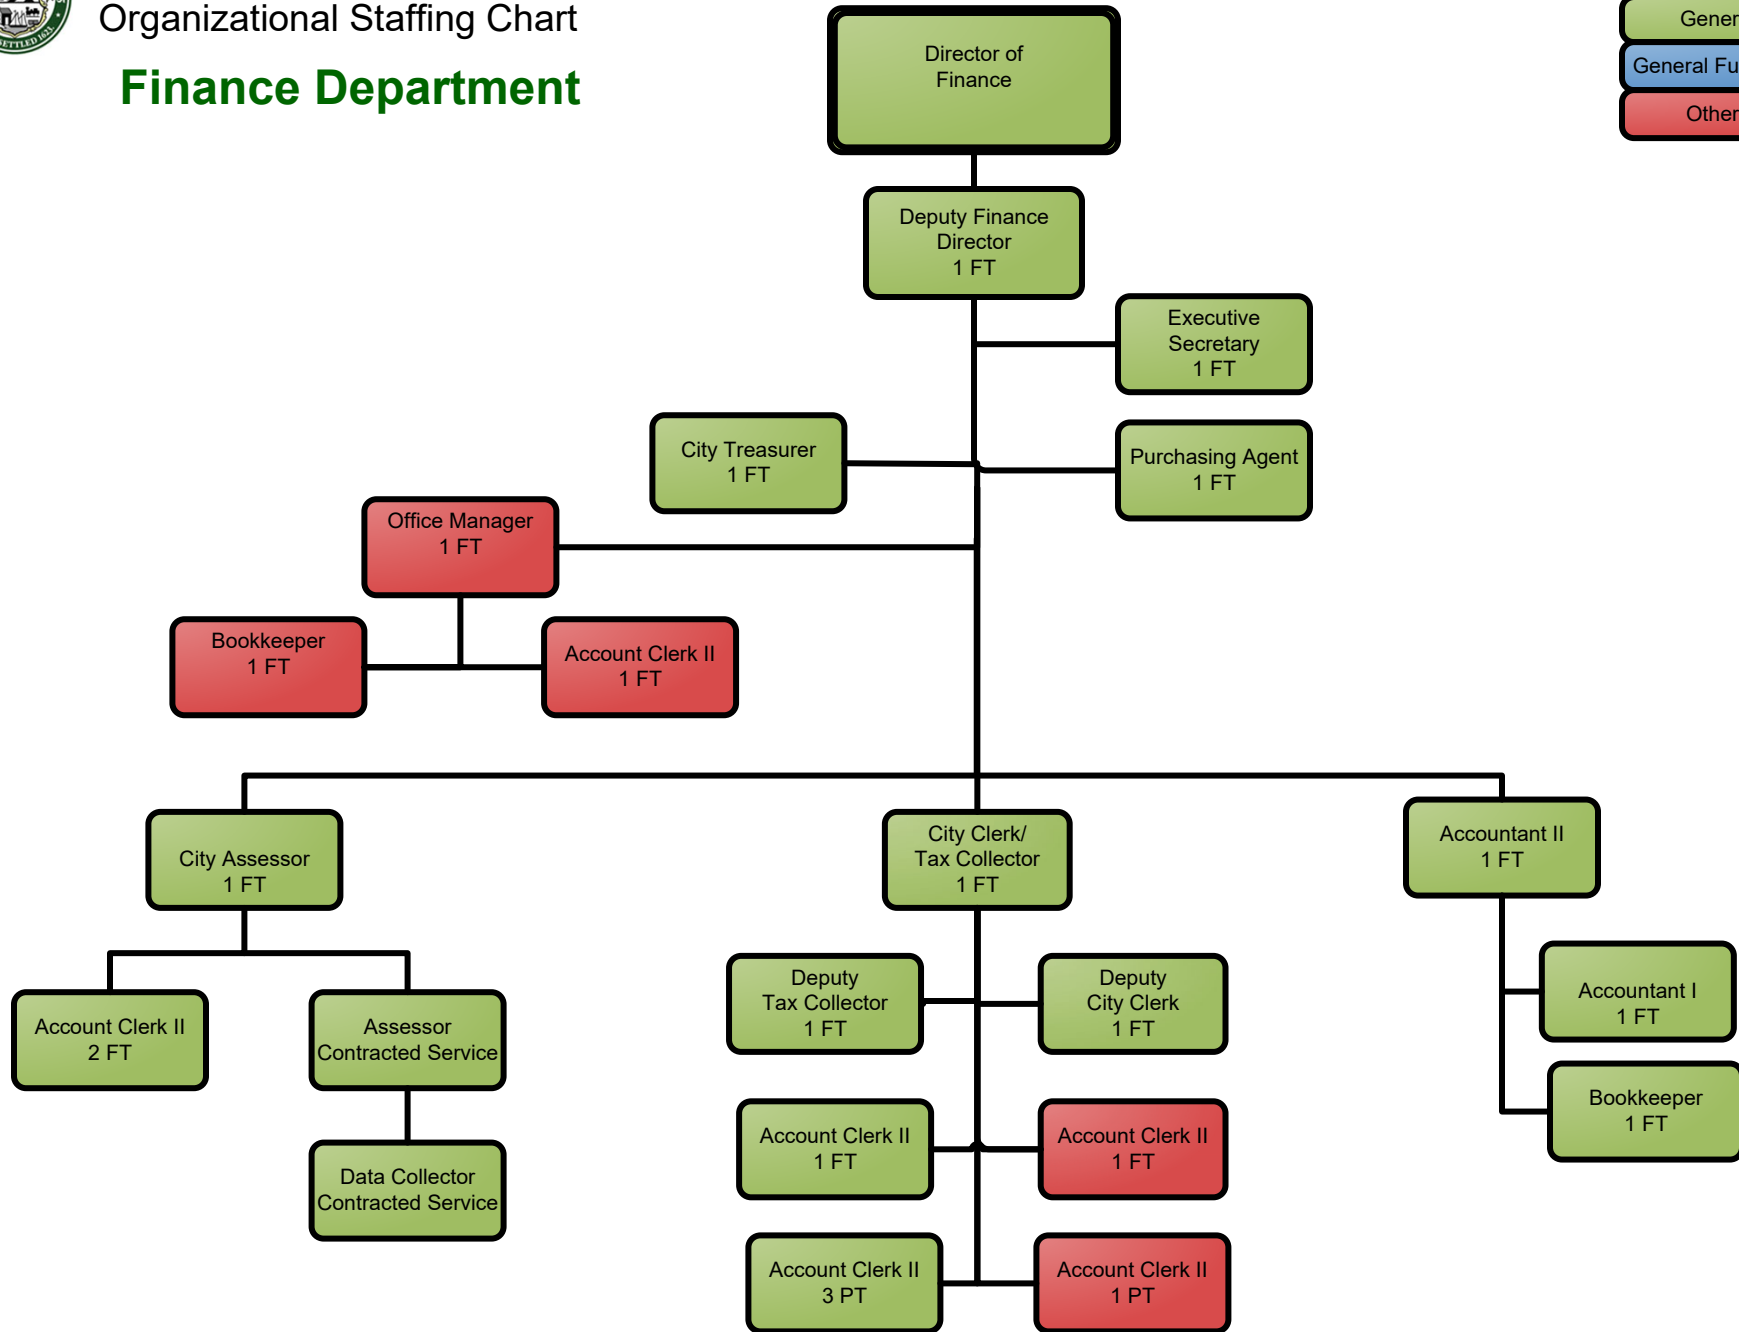 SETTLED 1623
Organizational Staffing Chart
Finance Department
General Fu
Other
Director of
Finance
Deputy Finance
Director
1 FT
Executive
Secretary
1 FT
City Treasurer
1 FT
Purchasing Agent
1 FT
Office Manager
1 FT
Bookkeeper
1 FT
Account Clerk II
1 FT
City Assessor
1 FT
City Clerk/
Tax Collector
1 FT
Accountant II
1 FT
Account Clerk II
2 FT
Assessor
Contracted Service
Data Collector
Contracted Service
Deputy
Tax Collector
1 FT
Deputy
City Clerk
1 FT
Accountant I
1 FT
Bookkeeper
1 FT
Account Clerk II
1 FT
Account Clerk II
1 FT
Account Clerk II
3 PT
Account Clerk II
1 PT